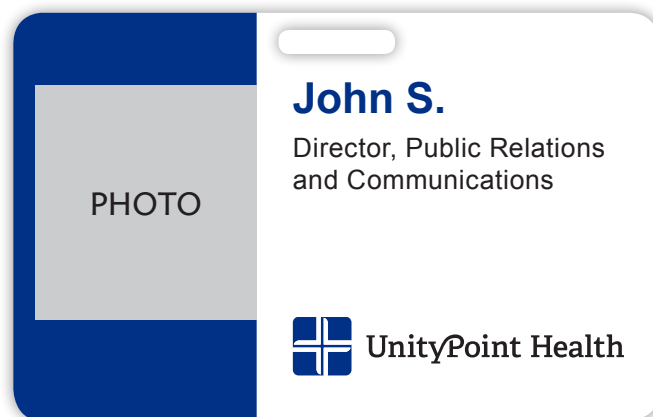 PHOTO
John S.
Director, Public Relations
and Communications
UnityPoint Health